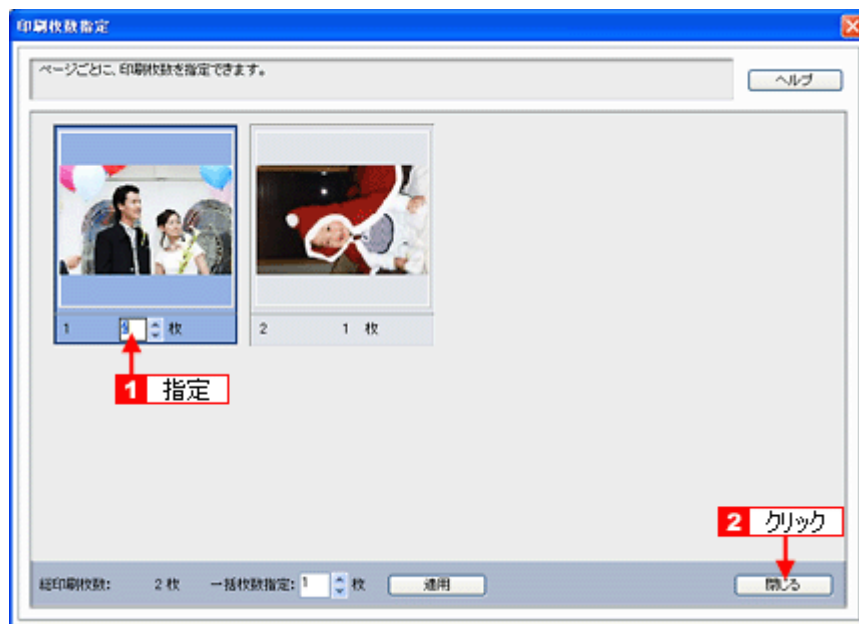 印刷枚数指定
ページごとに、印刷枚数を指定できます。
ヘルプ
1 枚
2 1 枚
1 指定
2 クリック
総印刷枚数: 2 枚 一括枚数指定: 1 枚 適用 閉じる